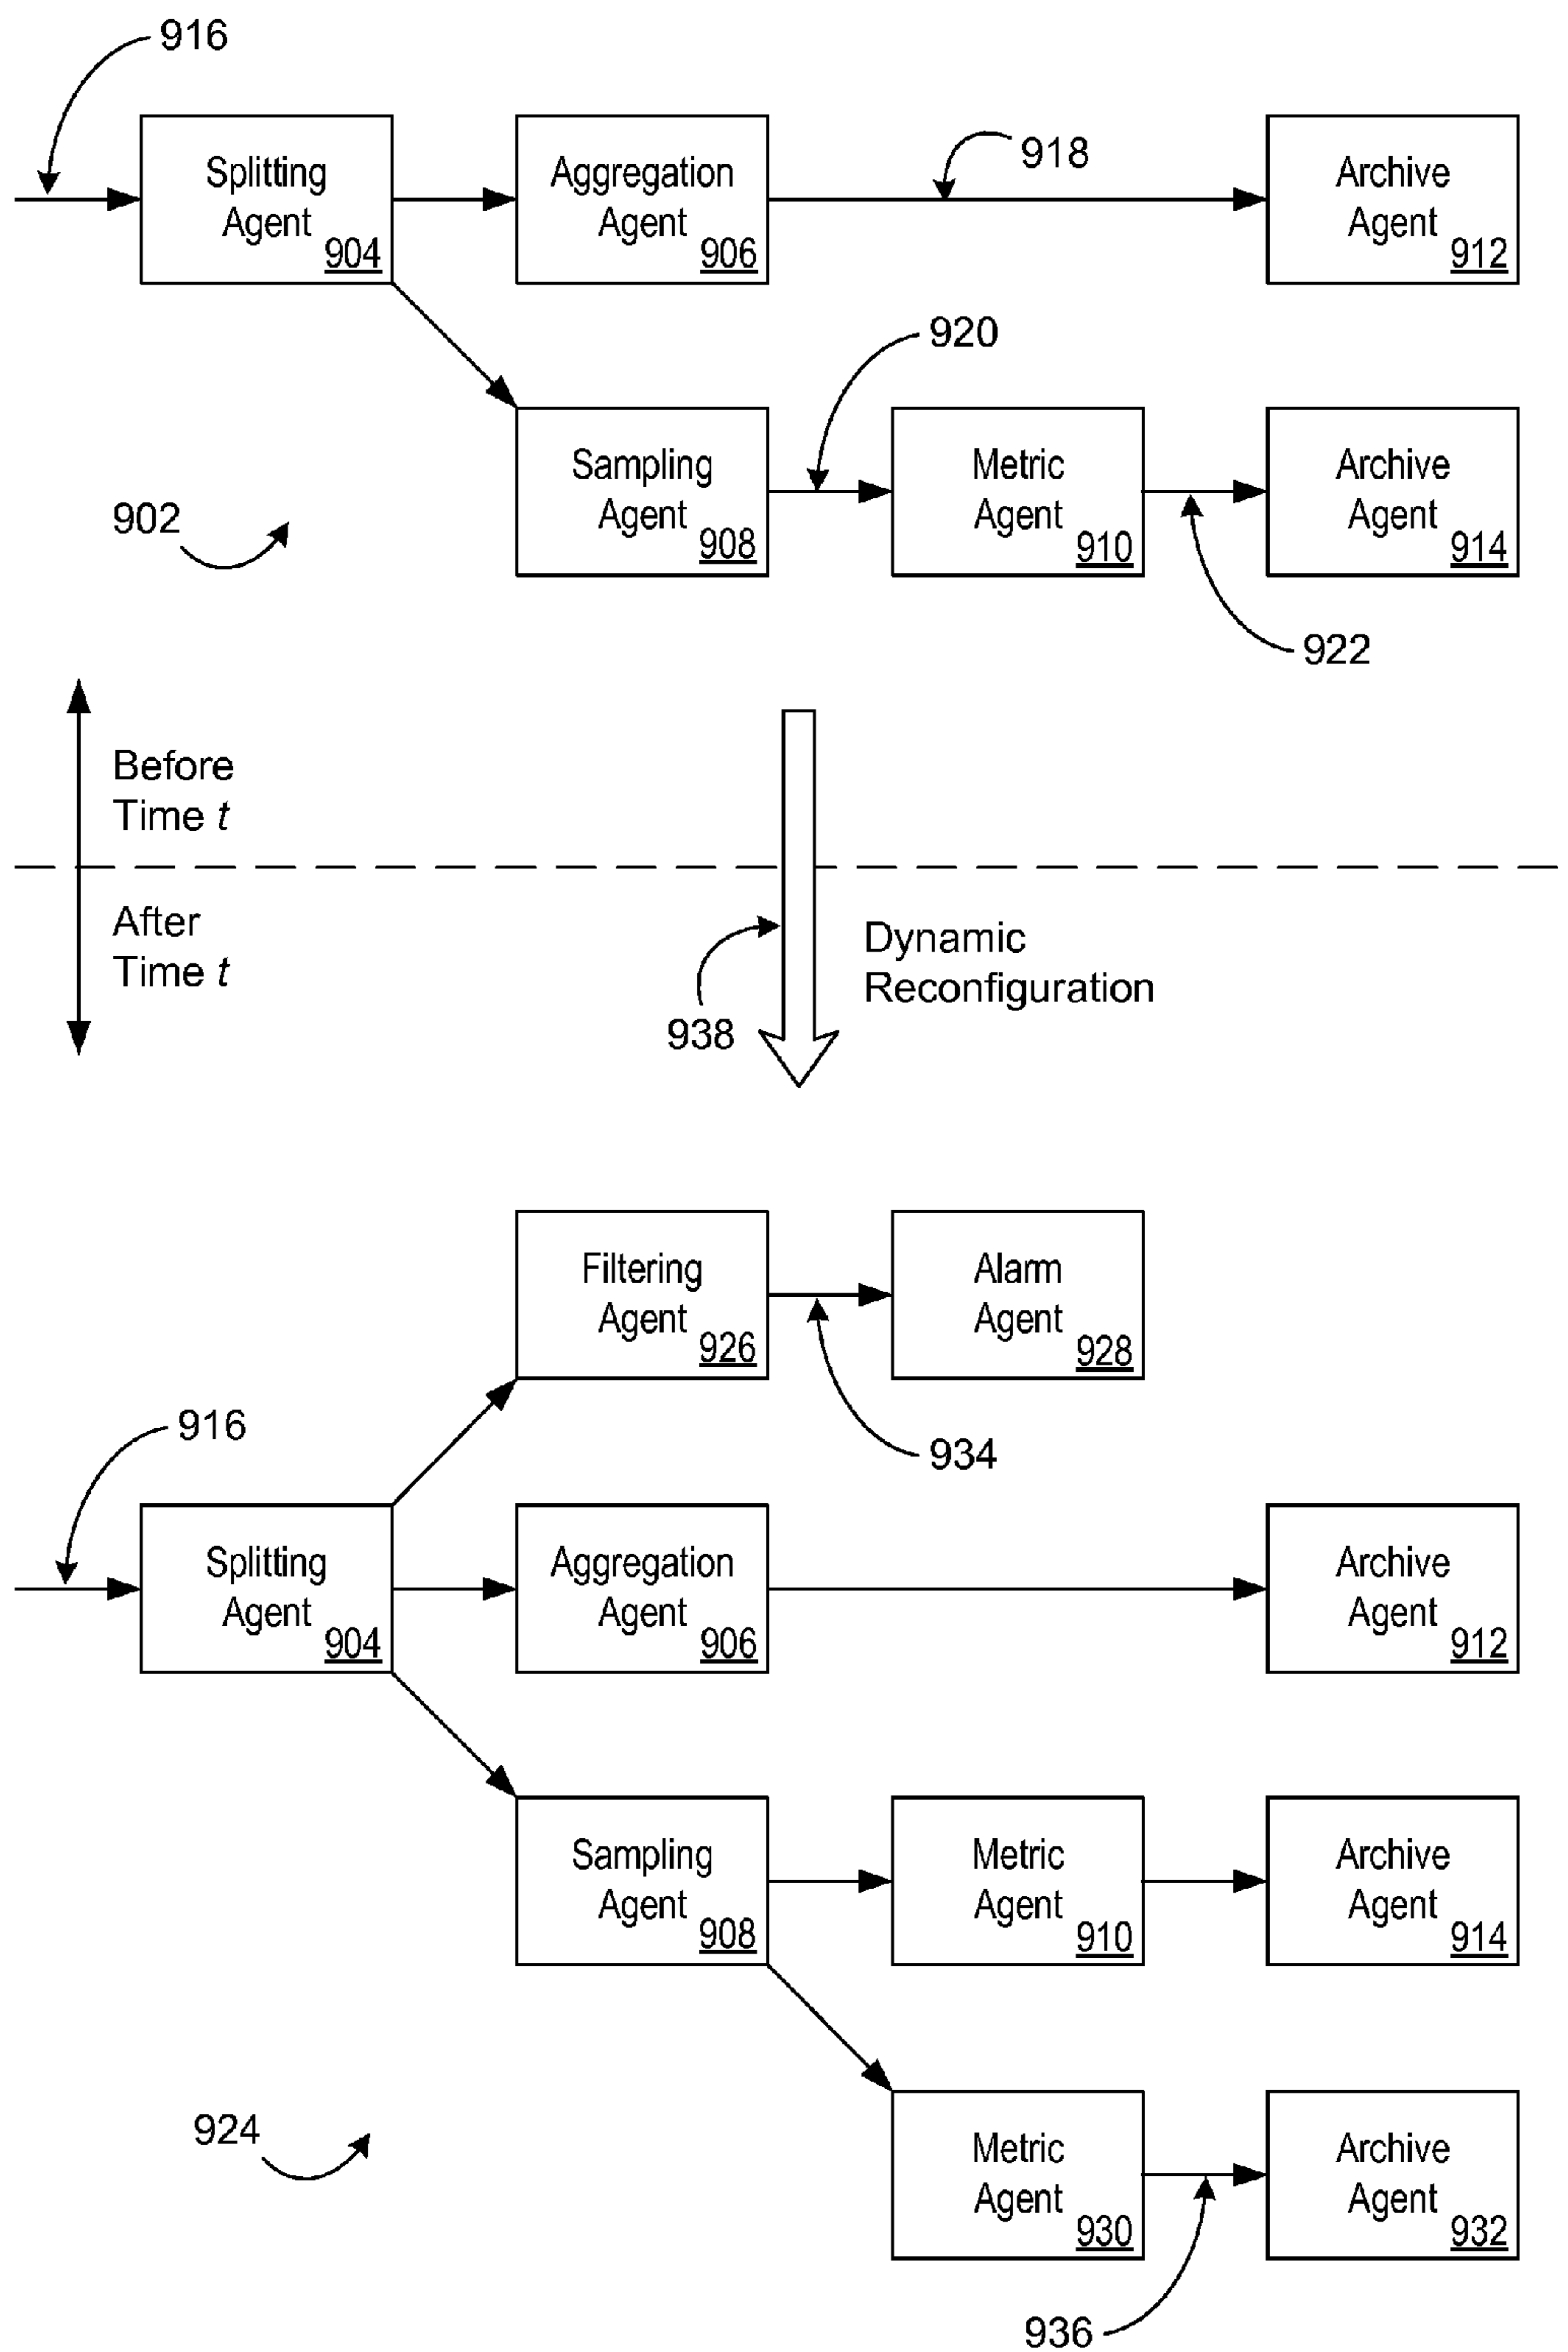 916
Splitting
Agent
904
Aggregation
Agent
906
918
Archive
Agent
912
920
Sampling
Agent
908
Metric
Agent
910
Archive
Agent
914
902
922
Before
Time t
After
Time t
938
Dynamic
Reconfiguration
Filtering
Agent
926
Alarm
Agent
928
934
916
Splitting
Agent
904
Aggregation
Agent
906
Archive
Agent
912
Sampling
Agent
908
Metric
Agent
910
Archive
Agent
914
924
Metric
Agent
930
Archive
Agent
932
936